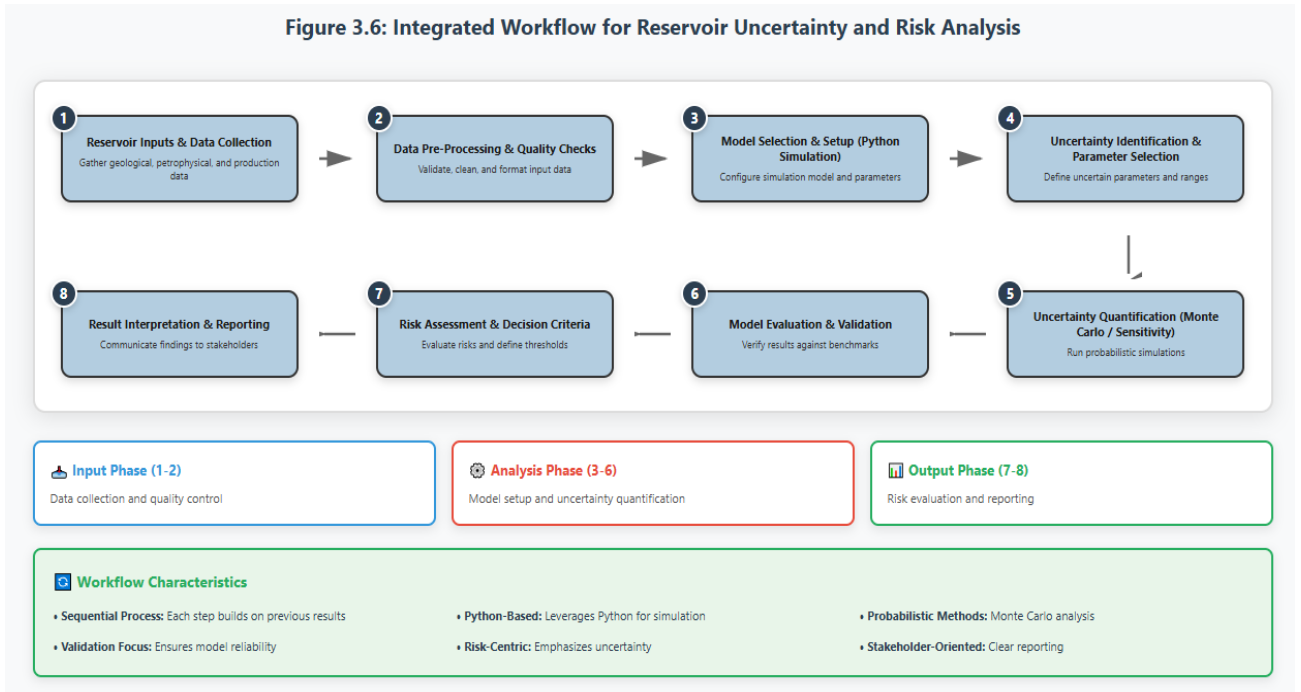 Figure 3.6: Integrated Workflow for Reservoir Uncertainty and Risk Analysis
1
Reservoir Inputs & Data Collection
Gather geological, petrophysical, and production
data
2
Data Pre-Processing & Quality Checks
Validate, clean, and format input data
3
Model Selection & Setup (Python
Simulation)
Configure simulation model and parameters
4
Uncertainty Identification &
Parameter Selection
Define uncertain parameters and ranges
8
Result Interpretation & Reporting
Communicate findings to stakeholders
7
Risk Assessment & Decision Criteria
Evaluate risks and define thresholds
6
Model Evaluation & Validation
Verify results against benchmarks
5
Uncertainty Quantification (Monte
Carlo / Sensitivity)
Run probabilistic simulations
Input Phase (1-2)
Data collection and quality control
Analysis Phase (3-6)
Model setup and uncertainty quantification
Output Phase (7-8)
Risk evaluation and reporting
Workflow Characteristics
• Sequential Process: Each step builds on previous results
• Python-Based: Leverages Python for simulation
• Probabilistic Methods: Monte Carlo analysis
• Validation Focus: Ensures model reliability
• Risk-Centric: Emphasizes uncertainty
• Stakeholder-Oriented: Clear reporting